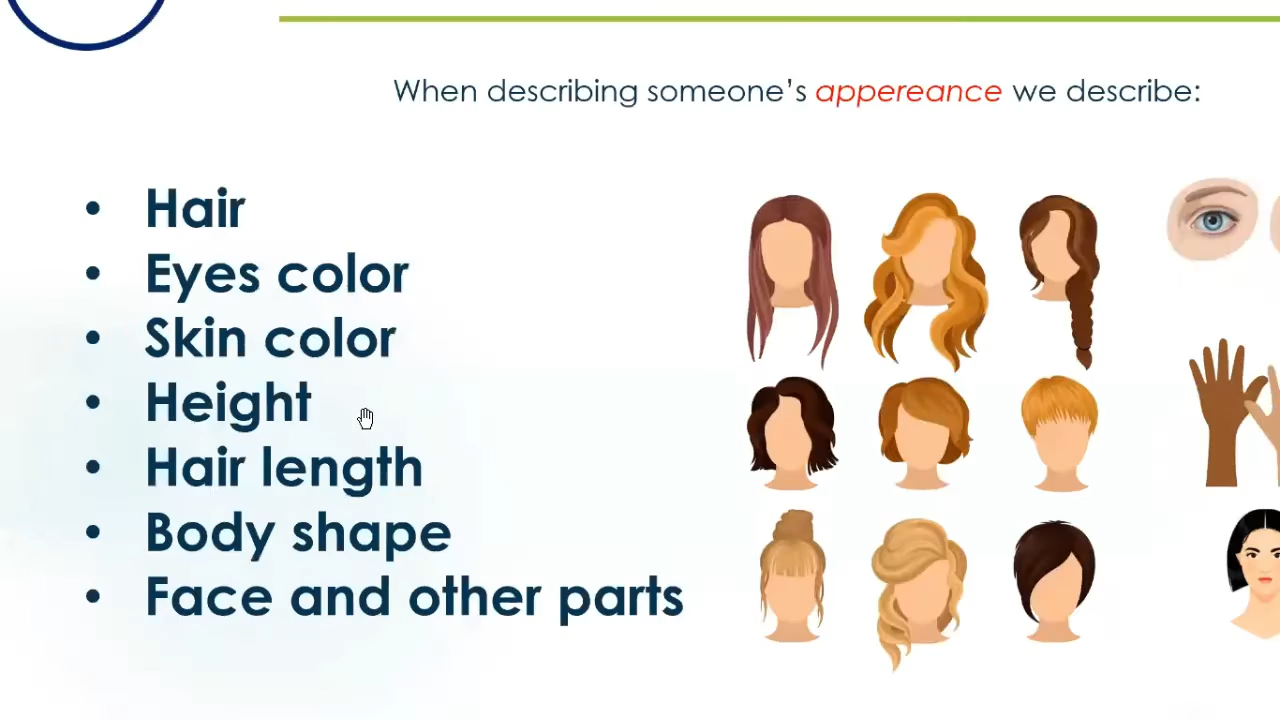 When describing someone's appereance we describe:
• Hair
• Eyes color
• Skin color
• Height
• Hair length
• Body shape
• Face and other parts